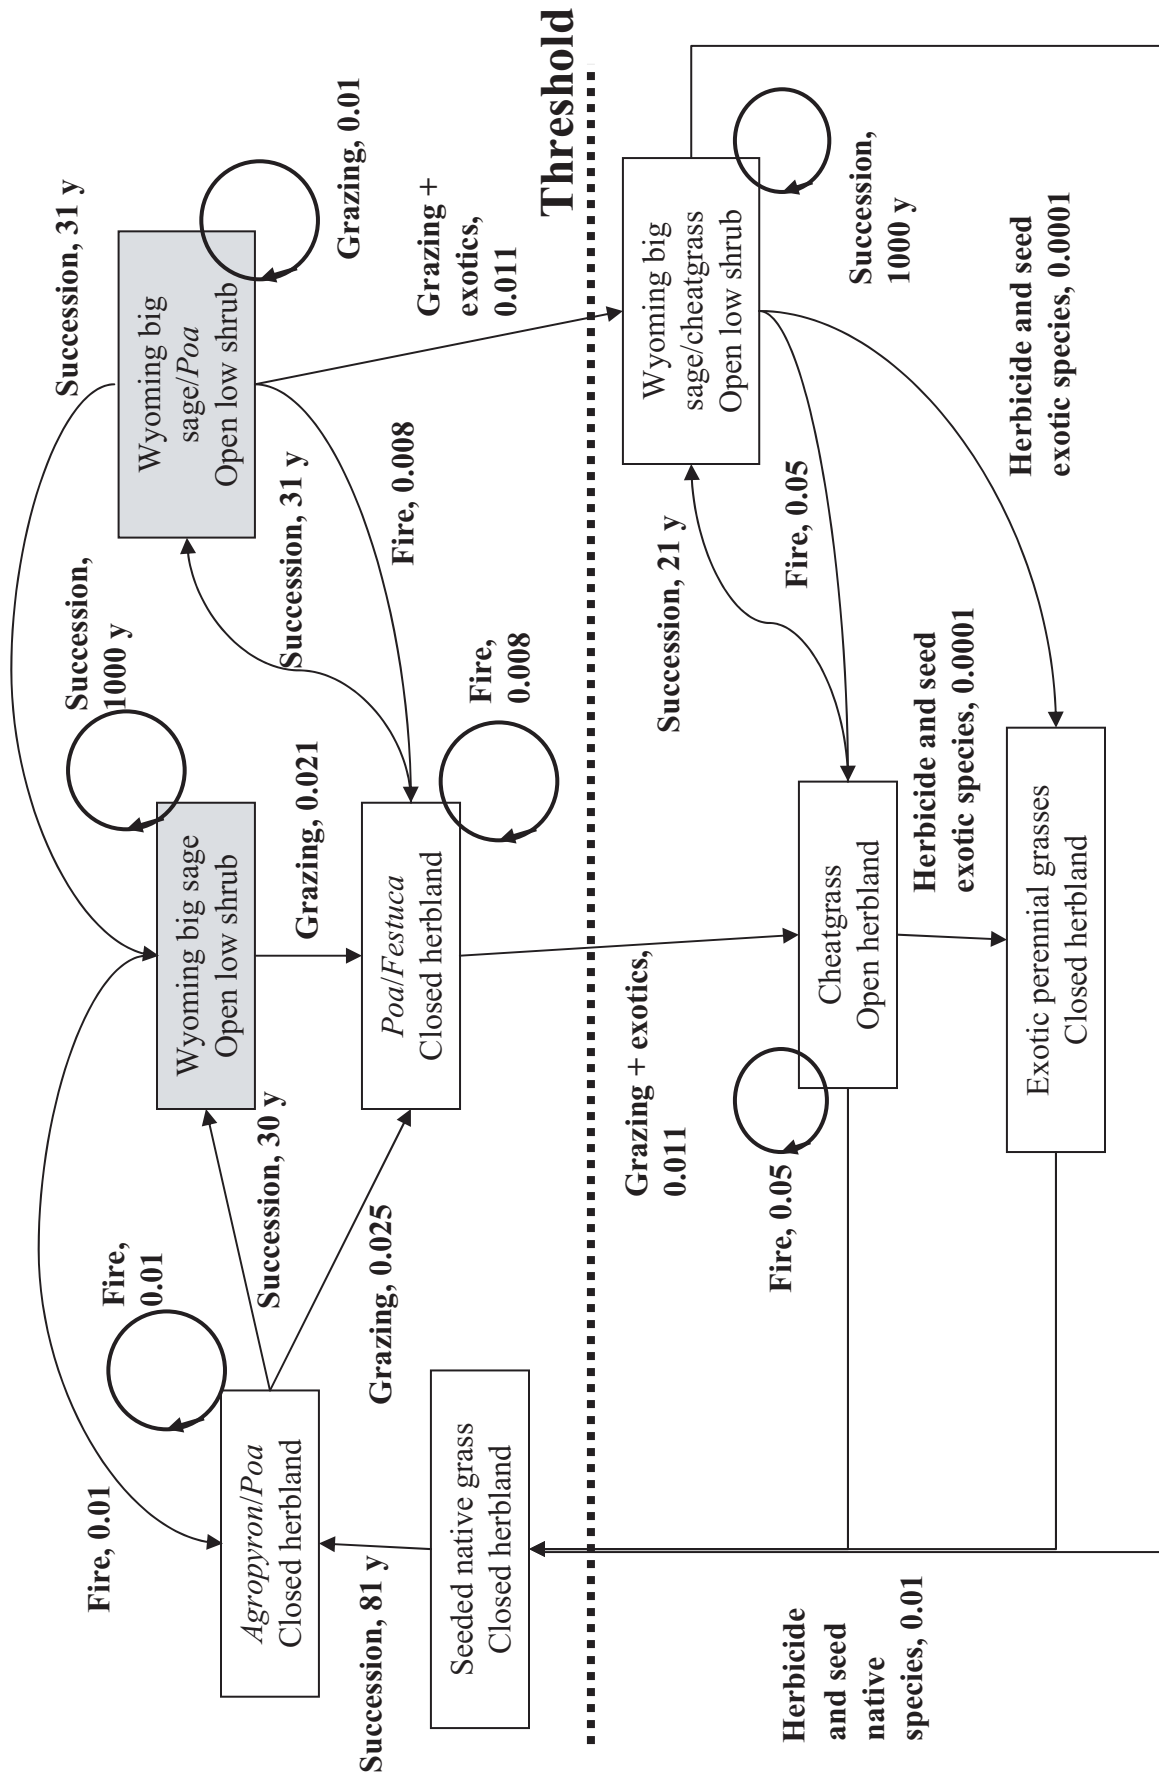 Fire, 0.01
Agropyron/Poa
Closed herbland
Fire,
0.01
Succession, 30 y
Grazing, 0.025
Succession, 81 y
Seeded native grass
Closed herbland
Wyoming big sage
Open low shrub
Succession,
1000 y
Grazing, 0.021
Poa/Festuca
Closed herbland
Fire,
0.008
Succession, 31 y
Wyoming big
sage/Poa
Open low shrub
Grazing, 0.01
Succession, 31 y
Fire, 0.008
Grazing +
exotics,
0.011
Threshold
Grazing + exotics,
0.011
Fire, 0.05
Cheatgrass
Open herbland
Succession, 21 y
Fire, 0.05
Wyoming big
sage/cheatgrass
Open low shrub
Succession,
1000 y
Herbicide and seed
exotic species, 0.0001
Herbicide and seed
exotic species, 0.0001
Exotic perennial grasses
Closed herbland
Herbicide
and seed
native
species, 0.01